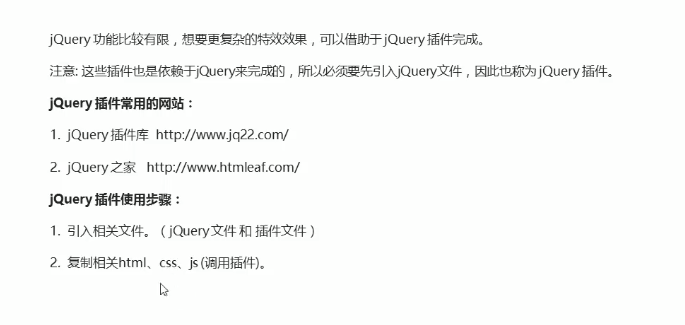 jQuery 功能比较有限，想要更复杂的特效效果，可以借助于 jQuery 插件完成。
注意: 这些插件也是依赖于jQuery来完成的，所以必须要先引入jQuery文件，因此也称为 jQuery 插件。
jQuery 插件常用的网站：
1. jQuery 插件库 http://www.jq22.com/
2. jQuery 之家 http://www.htmleaf.com/
jQuery 插件使用步骤：
1. 引入相关文件。（jQuery 文件 和 插件文件）
2. 复制相关html、css、js (调用插件)。